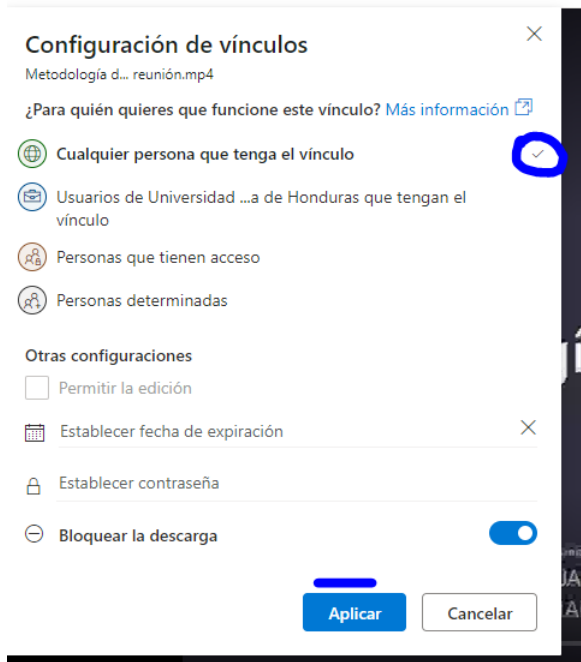 Configuración de vínculos
Metodología d... reunión.mp4
¿Para quién quieres que funcione este vínculo? Más información
Cualquier persona que tenga el vínculo
Usuarios de Universidad ...a de Honduras que tengan el
vínculo
Personas que tienen acceso
Personas determinadas
Otras configuraciones
Permitir la edición
Establecer fecha de expiración
Establecer contraseña
Bloquear la descarga
Aplicar
Cancelar